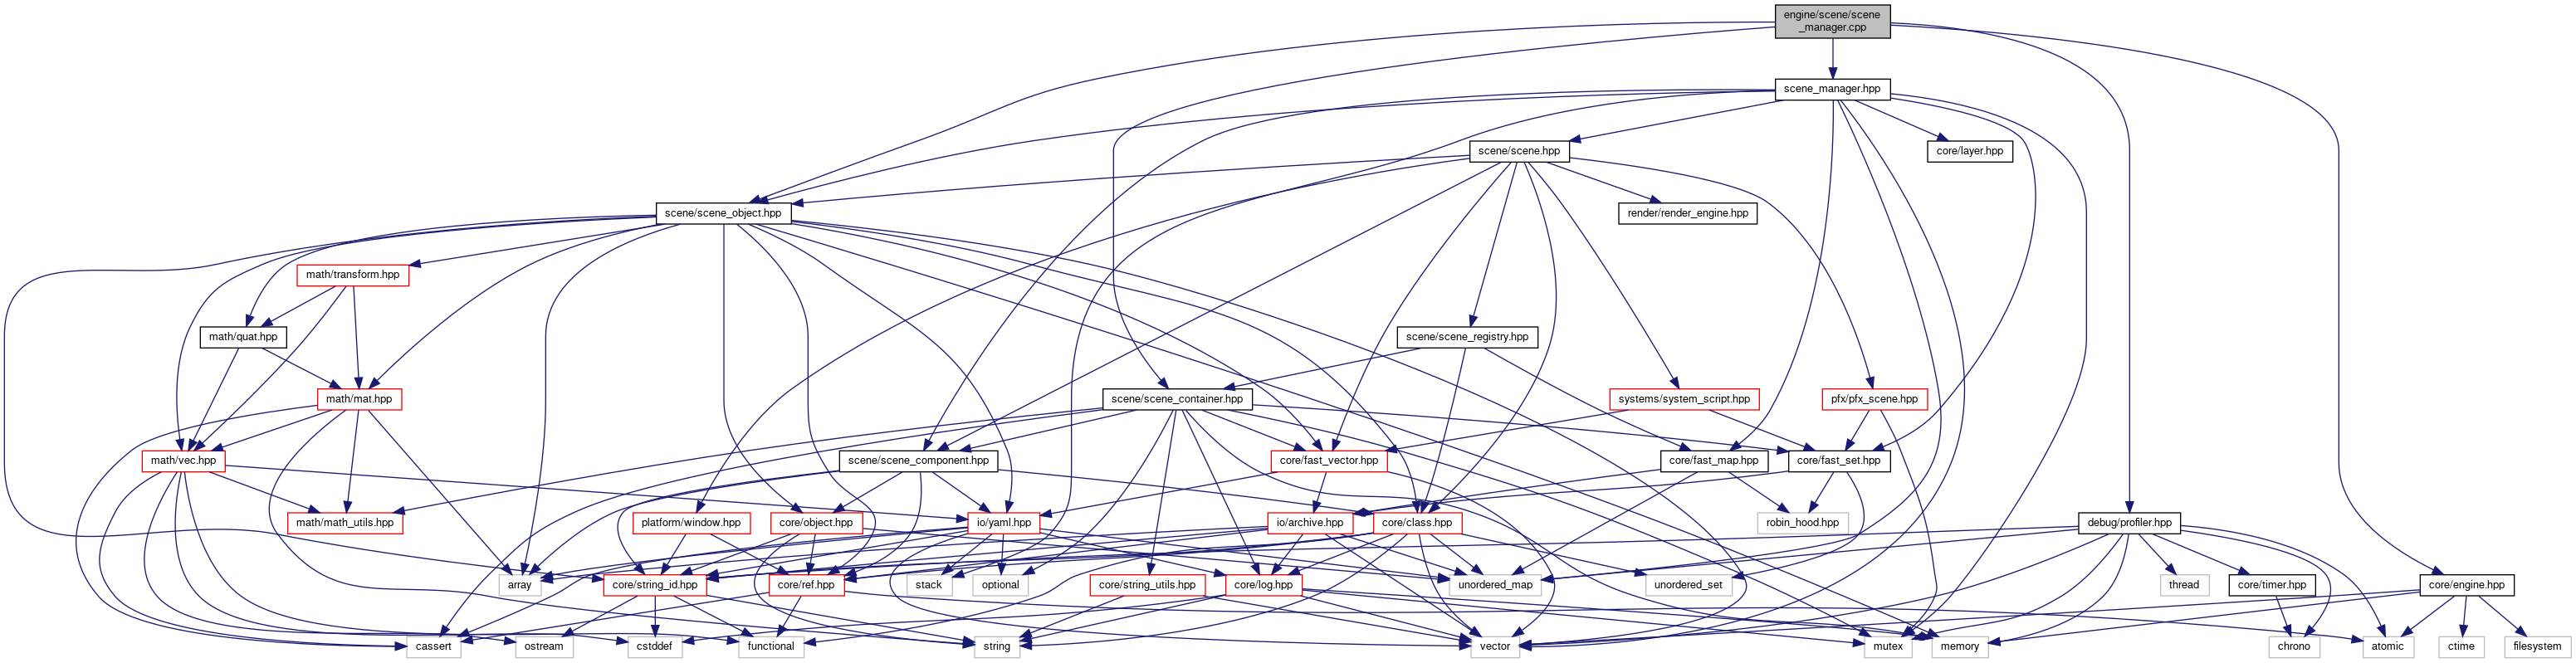 engine/scene/scene
_manager.cpp
scene_manager.hpp
scene/scene.hpp
core/layer.hpp
scene/scene_object.hpp
render/render_engine.hpp
math/transform.hpp
math/quat.hpp
scene/scene_registry.hpp
math/mat.hpp
scene/scene_container.hpp
systems/system_script.hpp
pfx/pfx_scene.hpp
math/vec.hpp
scene/scene_component.hpp
core/fast_vector.hpp
core/fast_map.hpp
core/fast_set.hpp
math/math_utils.hpp
platform/window.hpp
core/object.hpp
io/yaml.hpp
io/archive.hpp
core/class.hpp
robin_hood.hpp
debug/profiler.hpp
array
core/string_id.hpp
core/ref.hpp
stack
optional
core/string_utils.hpp
core/log.hpp
unordered_map
unordered_set
thread
core/timer.hpp
core/engine.hpp
cassert
ostream
cstddef
functional
string
vector
mutex
memory
chrono
atomic
ctime
filesystem